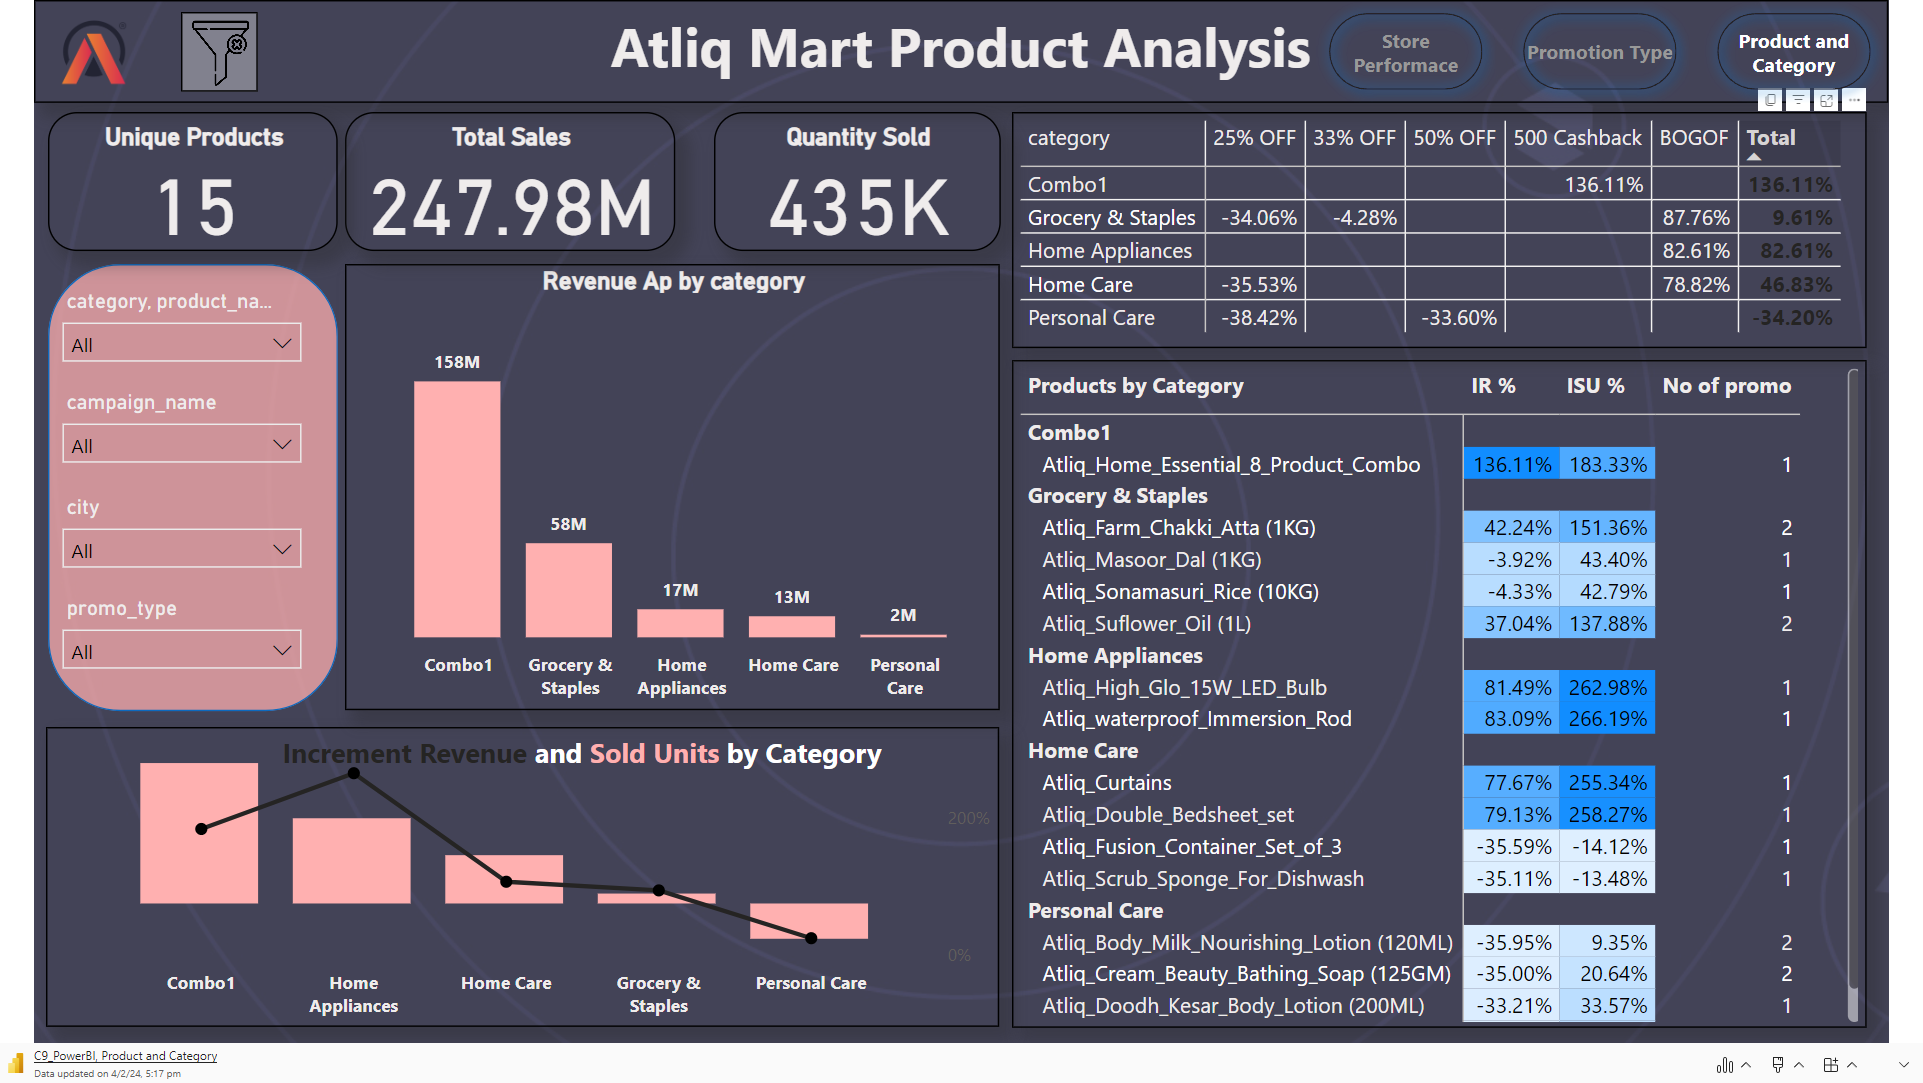 Atliq Mart Product Analysis
Store
Performace
Promotion Type
Product and
Category
Unique Products
15
Total Sales
247.98M
Quantity Sold
435K
category 25% OFF 33% OFF 50% OFF 500 Cashback BOGOF Total
Combo1 136.11% 136.11%
Grocery & Staples -34.06% -4.28% 87.76% 9.61%
Home Appliances 82.61% 82.61%
Home Care -35.53% 78.82% 46.83%
Personal Care -38.42% -33.60% -34.20%
category, product_na...
All
campaign_name
All
city
All
promo_type
All
Revenue Ap by category
158M
58M
17M
13M
2M
Combo1
Grocery &
Staples
Home
Appliances
Home Care
Personal
Care
Increment Revenue and Sold Units by Category
200%
0%
Combo1
Home
Appliances
Home Care
Grocery &
Staples
Personal Care
Products by Category IR % ISU % No of promo
Combo1
Atliq_Home_Essential_8_Product_Combo 136.11% 183.33% 1
Grocery & Staples
Atliq_Farm_Chakki_Atta (1KG) 42.24% 151.36% 2
Atliq_Masoor_Dal (1KG) -3.92% 43.40% 1
Atliq_Sonamasuri_Rice (10KG) -4.33% 42.79% 1
Atliq_Suflower_Oil (1L) 37.04% 137.88% 2
Home Appliances
Atliq_High_Glo_15W_LED_Bulb 81.49% 262.98% 1
Atliq_waterproof_Immersion_Rod 83.09% 266.19% 1
Home Care
Atliq_Curtains 77.67% 255.34% 1
Atliq_Double_Bedsheet_set 79.13% 258.27% 1
Atliq_Fusion_Container_Set_of_3 -35.59% -14.12% 1
Atliq_Scrub_Sponge_For_Dishwash -35.11% -13.48% 1
Personal Care
Atliq_Body_Milk_Nourishing_Lotion (120ML) -35.95% 9.35% 2
Atliq_Cream_Beauty_Bathing_Soap (125GM) -35.00% 20.64% 2
Atliq_Doodh_Kesar_Body_Lotion (200ML) -33.21% 33.57% 1
C9_PowerBI, Product and Category
Data updated on 4/2/24, 5:17 pm